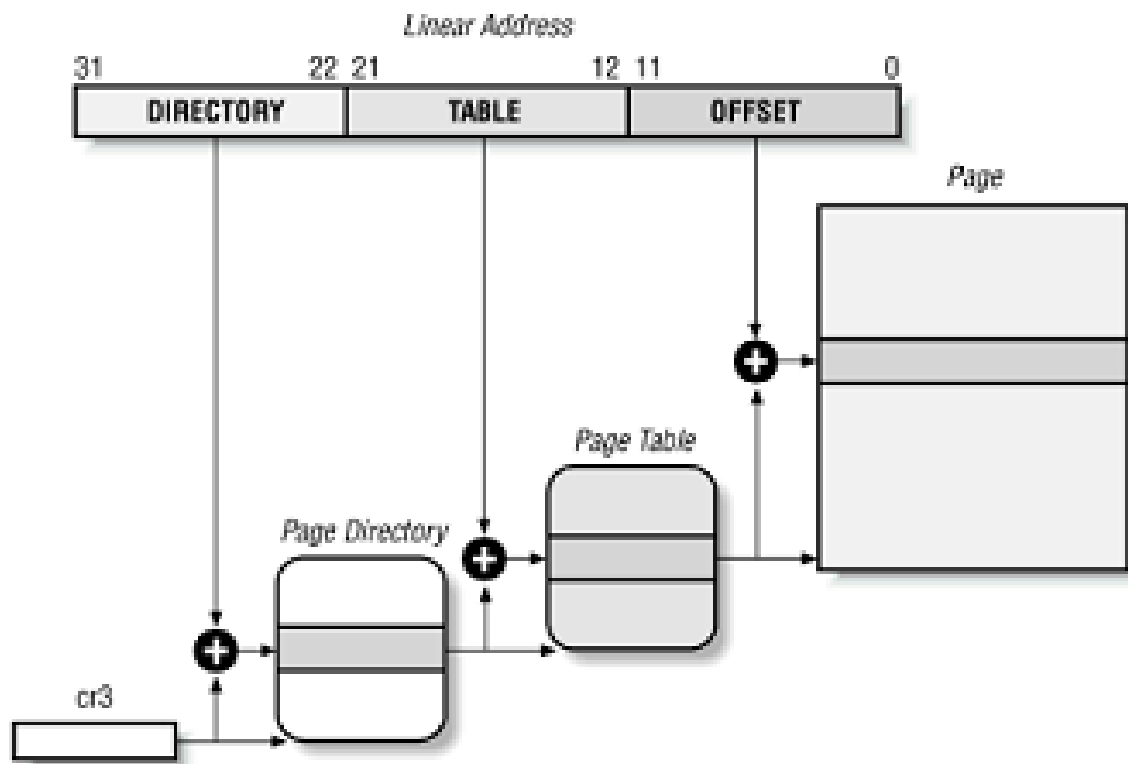 Linear Address
31 22 21 12 11 0
DIRECTORY TABLE OFFSET
Page
Page Table
Page Directory
cr3